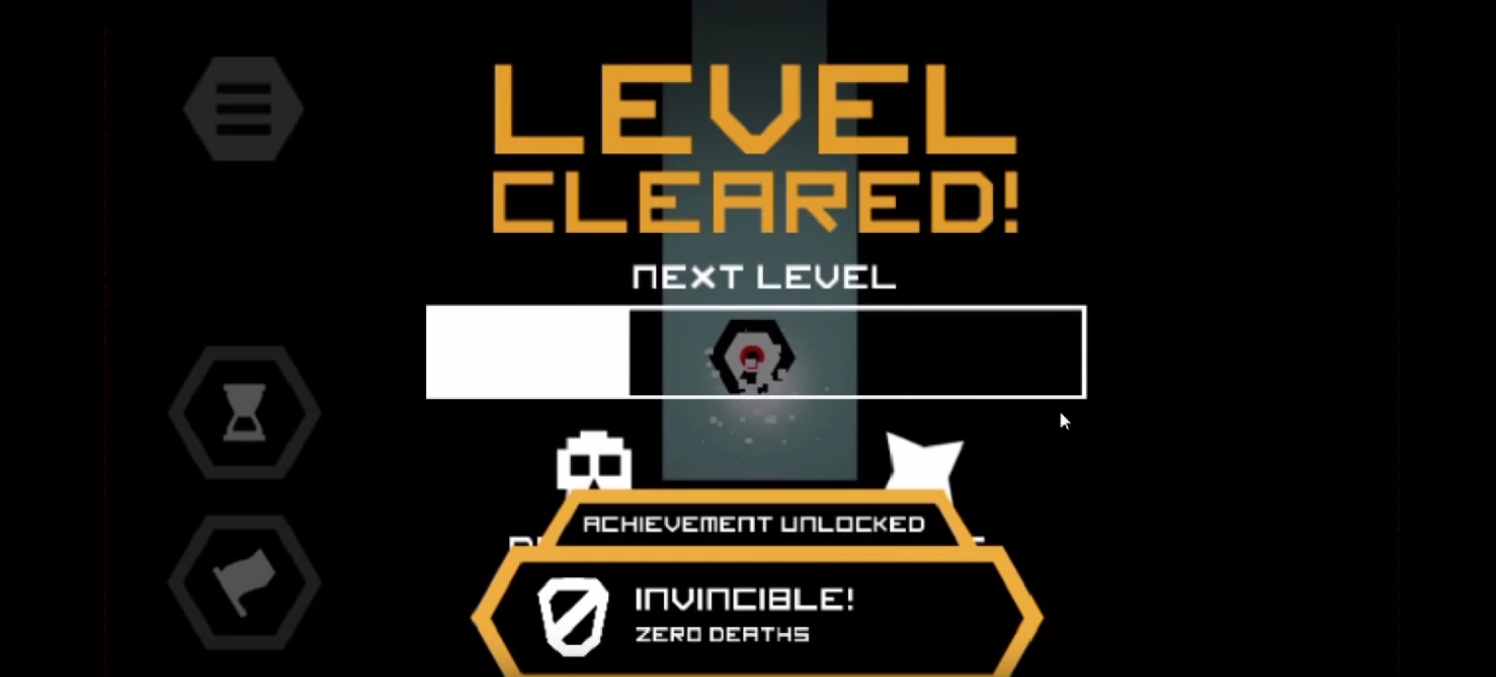 LEVEL
CLEARED!
NEXT LEVEL
ACHIEVEMENT UNLOCKED
INVINCIBLE!
ZERO DEATHS